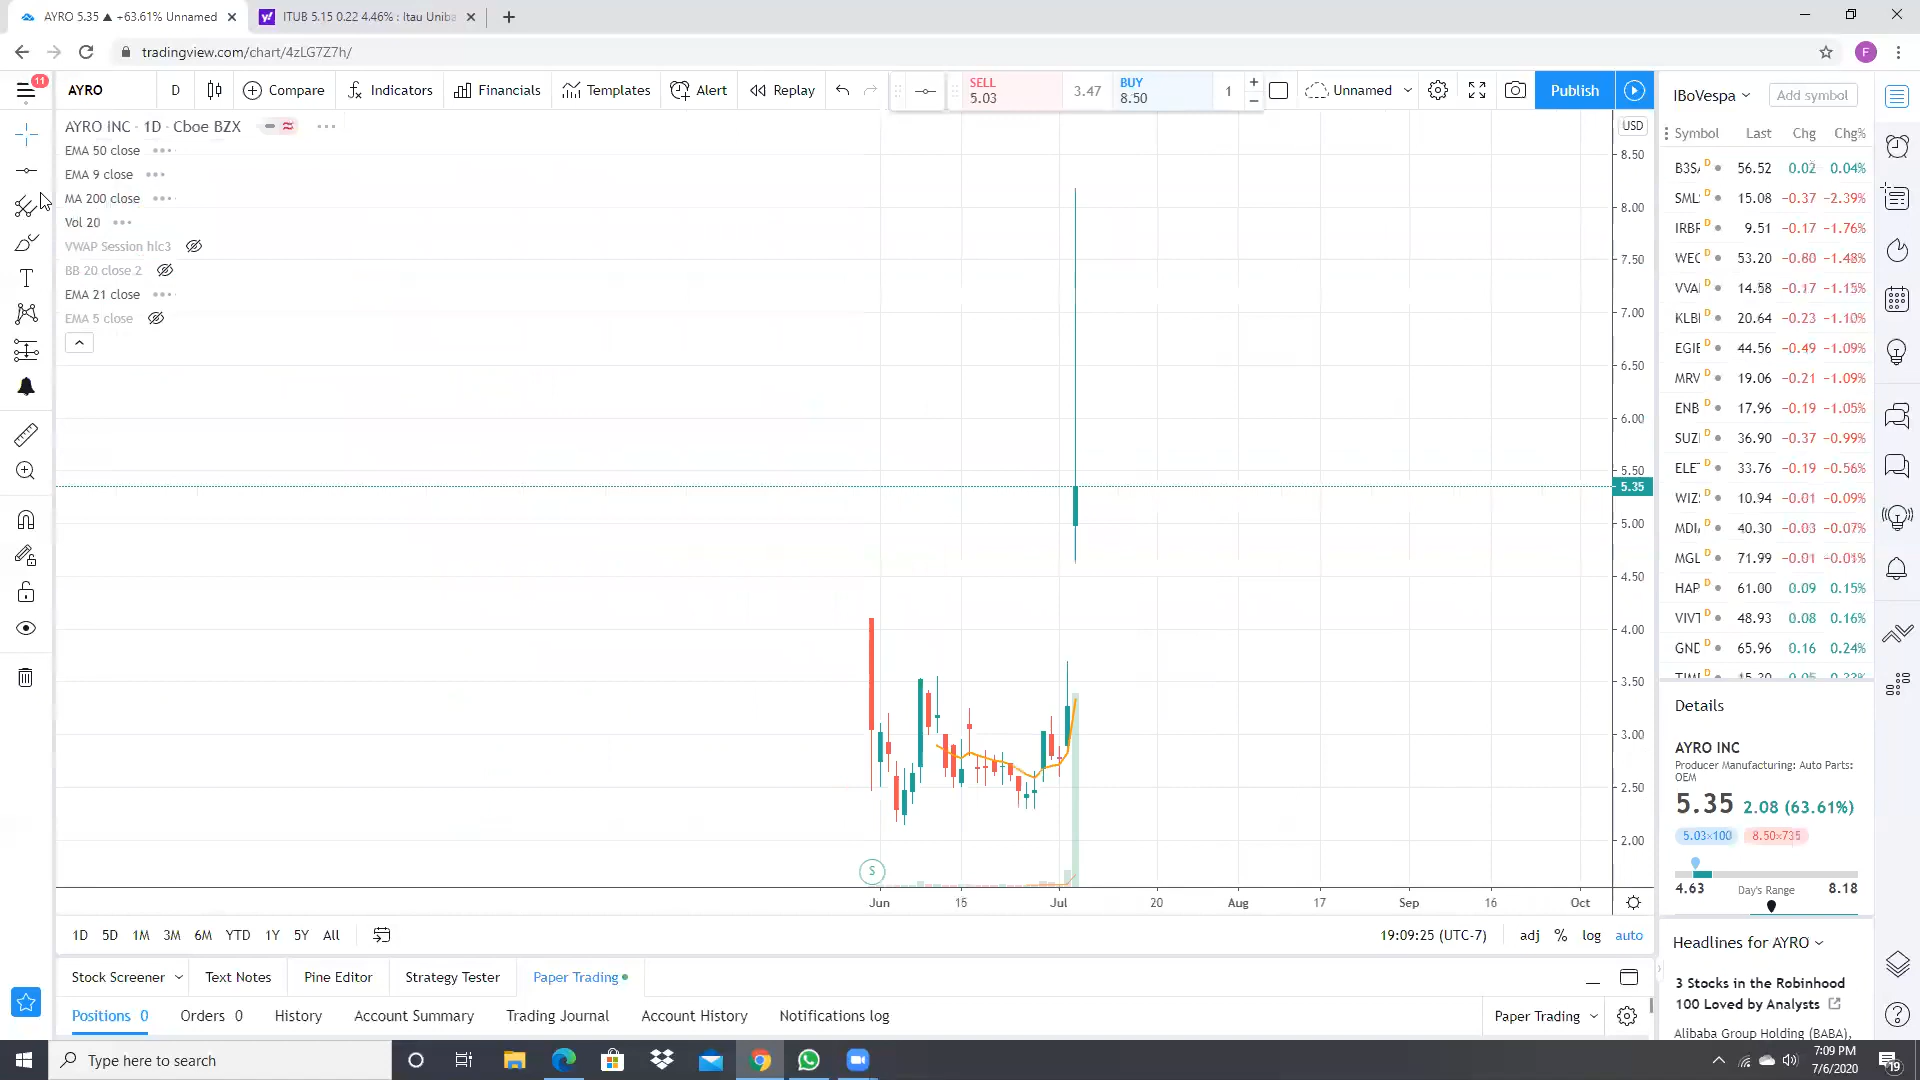 AYRO 5.35 ▲ +63.61% Unnamed
ITUB 5.15 0.22 4.46% : Itau Uniba
tradingview.com/chart/4zLG7Z7h/
F
11
AYRO
D
Compare
Indicators
Financials
Templates
Alert
Replay
SELL
5.03
3.47
BUY
8.50
1
Unnamed
Publish
AYRO INC · 1D · Cboe BZX
EMA 50 close
EMA 9 close
MA 200 close
Vol 20
VWAP Session hlc3
BB 20 close 2
EMA 21 close
EMA 5 close
USD
8.50
8.00
7.50
7.00
6.50
6.00
5.50
5.35
5.00
4.50
4.00
3.50
3.00
2.50
2.00
S
Jun 15 Jul 20 Aug 17 Sep 16 Oct
1D 5D 1M 3M 6M YTD 1Y 5Y All
19:09:25 (UTC-7)
adj % log auto
Stock Screener
Text Notes
Pine Editor
Strategy Tester
Paper Trading
Positions 0
Orders 0
History
Account Summary
Trading Journal
Account History
Notifications log
Paper Trading
IBoVespa
Add symbol
Symbol Last Chg Chg%
B3S D 56.52 0.02 0.04%
SML D 15.08 −0.37 −2.39%
IRBR D 9.51 −0.17 −1.76%
WEG D 53.20 −0.80 −1.48%
VVA D 14.58 −0.17 −1.15%
KLBI D 20.64 −0.23 −1.10%
EGIE D 44.56 −0.49 −1.09%
MRV D 19.06 −0.21 −1.09%
ENB D 17.96 −0.19 −1.05%
SUZ D 36.90 −0.37 −0.99%
ELE D 33.76 −0.19 −0.56%
WIZ D 10.94 −0.01 −0.09%
MDI D 40.30 −0.03 −0.07%
MGL D 71.99 −0.01 −0.01%
HAP D 61.00 0.09 0.15%
VIVT D 48.93 0.08 0.16%
GND D 65.96 0.16 0.24%
Details
AYRO INC
Producer Manufacturing: Auto Parts:
OEM
5.35 2.08 (63.61%)
5.03×100 8.50×735
4.63 Day's Range 8.18
Headlines for AYRO
3 Stocks in the Robinhood
100 Loved by Analysts
Alibaba Group Holding (BABA),
Type here to search
7:09 PM
7/6/2020
19